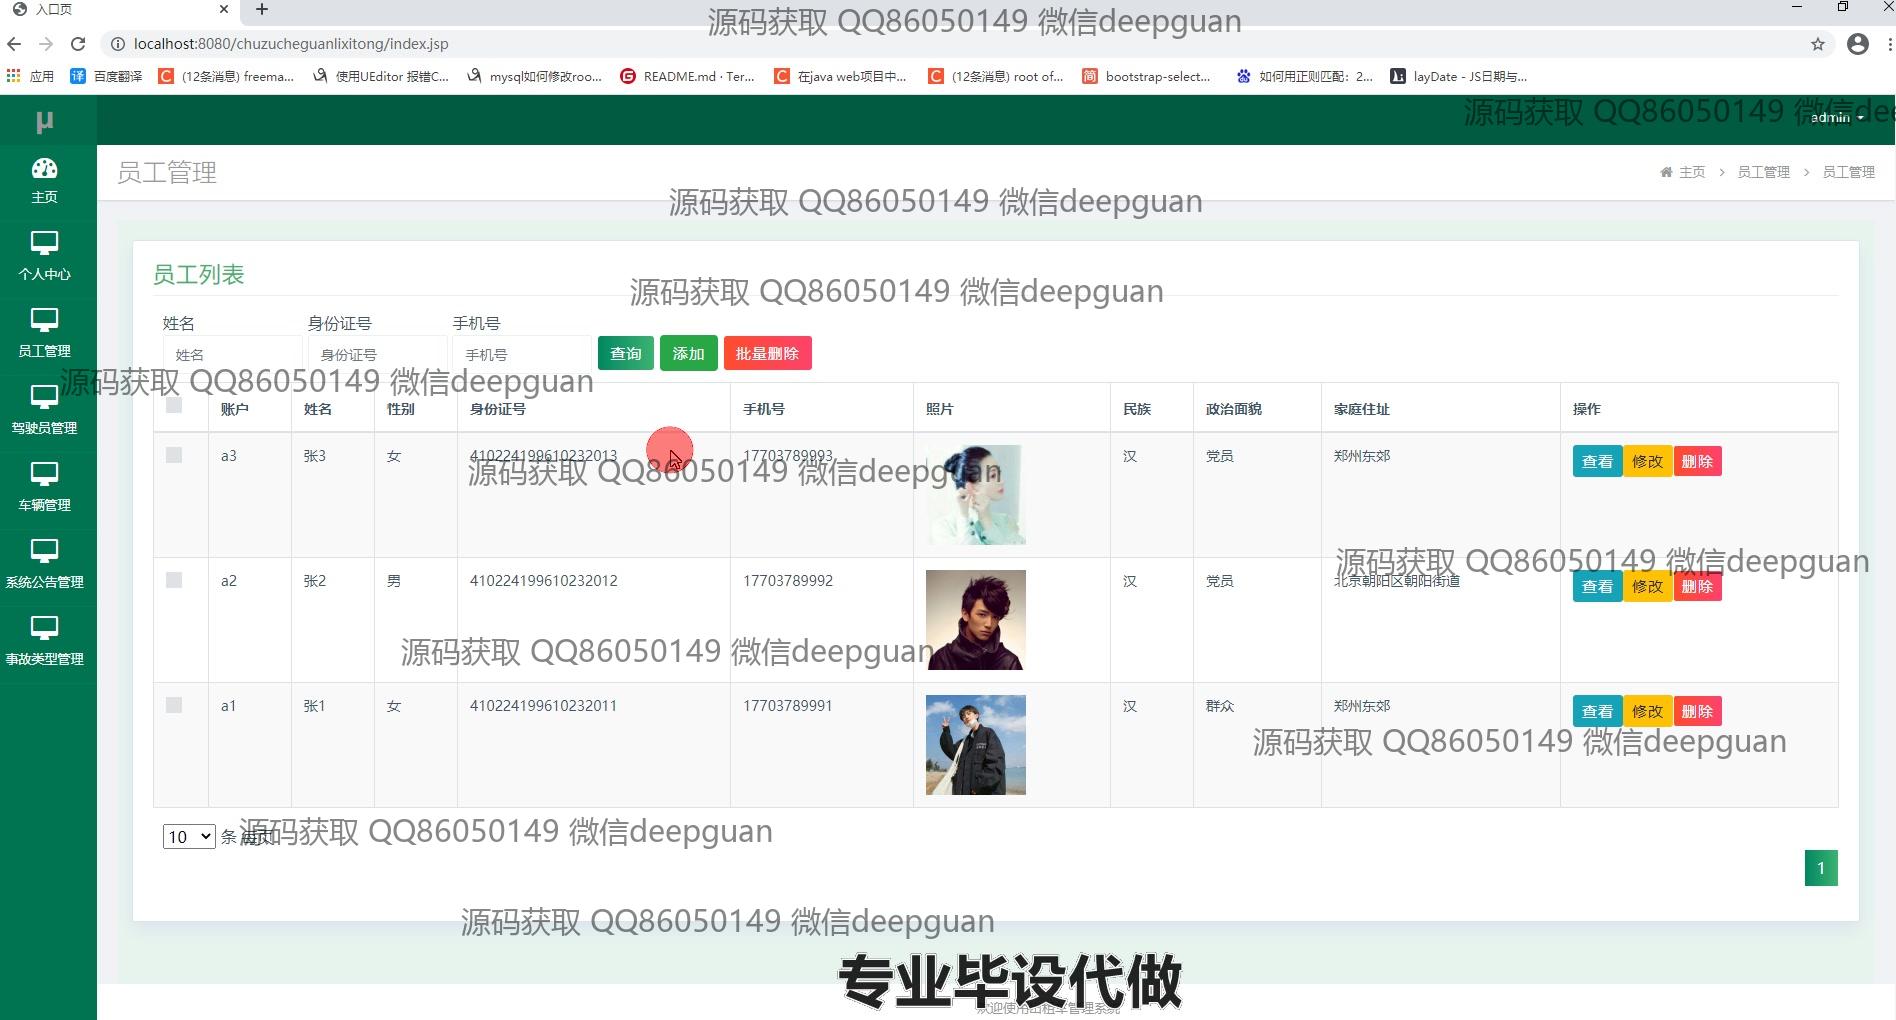 入口页
源码获取 QQ86050149 微信deepguan
localhost:8080/chuzucheguanlixitong/index.jsp
应用 百度翻译 (12条消息) freema... 使用UEditor 报错C... mysql如何修改roo... README.md · Ter... 在java web项目中... (12条消息) root of... bootstrap-select... 如何用正则匹配：2... layDate - JS日期与...
源码获取 QQ86050149 微信dee
μ admin
员工管理 主页 > 员工管理 > 员工管理
主页
源码获取 QQ86050149 微信deepguan
个人中心
员工列表
源码获取 QQ86050149 微信deepguan
姓名 身份证号 手机号
员工管理
姓名 身份证号 手机号 查询 添加 批量删除
源码获取 QQ86050149 微信deepguan
账户 姓名 性别 身份证号 手机号 照片 民族 政治面貌 家庭住址 操作
驾驶员管理
a3 张3 女 410224199610232013 17703789993 汉 党员 郑州东郊 查看 修改 删除
源码获取 QQ86050149 微信deepguan
车辆管理
源码获取 QQ86050149 微信deepguan
系统公告管理
a2 张2 男 410224199610232012 17703789992 汉 党员 北京朝阳区朝阳街道 查看 修改 删除
源码获取 QQ86050149 微信deepguan
事故类型管理
a1 张1 女 410224199610232011 17703789991 汉 群众 郑州东郊 查看 修改 删除
源码获取 QQ86050149 微信deepguan
10 条 每页
源码获取 QQ86050149 微信deepguan
1
源码获取 QQ86050149 微信deepguan
专业毕设代做
欢迎使用出租车管理系统